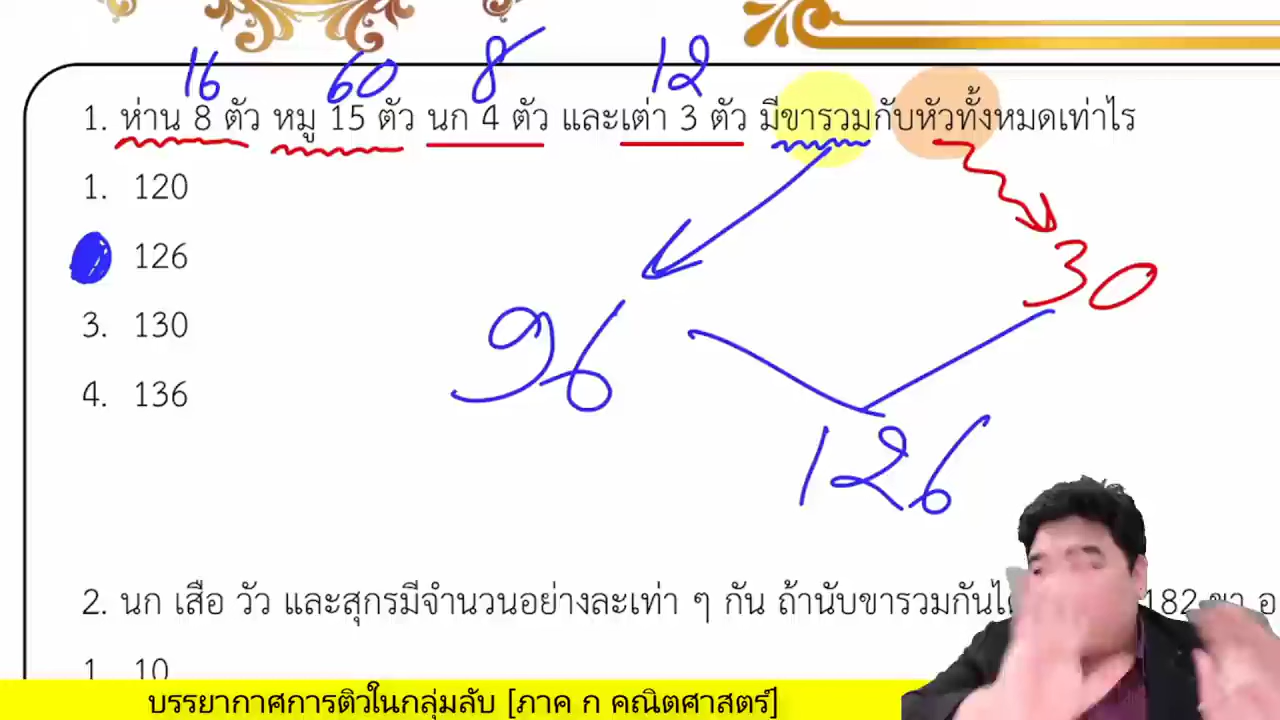 16 60 8 12
1. ห่าน 8 ตัว หมู 15 ตัว นก 4 ตัว และเต่า 3 ตัว มีขารวมกับหัวทั้งหมดเท่าไร
1. 120
126
3. 130
4. 136
30
96
126
2. นก เสือ วัว และสุกรมีจำนวนอย่างละเท่า ๆ กัน ถ้านับขารวมกันได้ 182 ขา
1. 10
บรรยากาศการติวในกลุ่มลับ [ภาค ก คณิตศาสตร์]